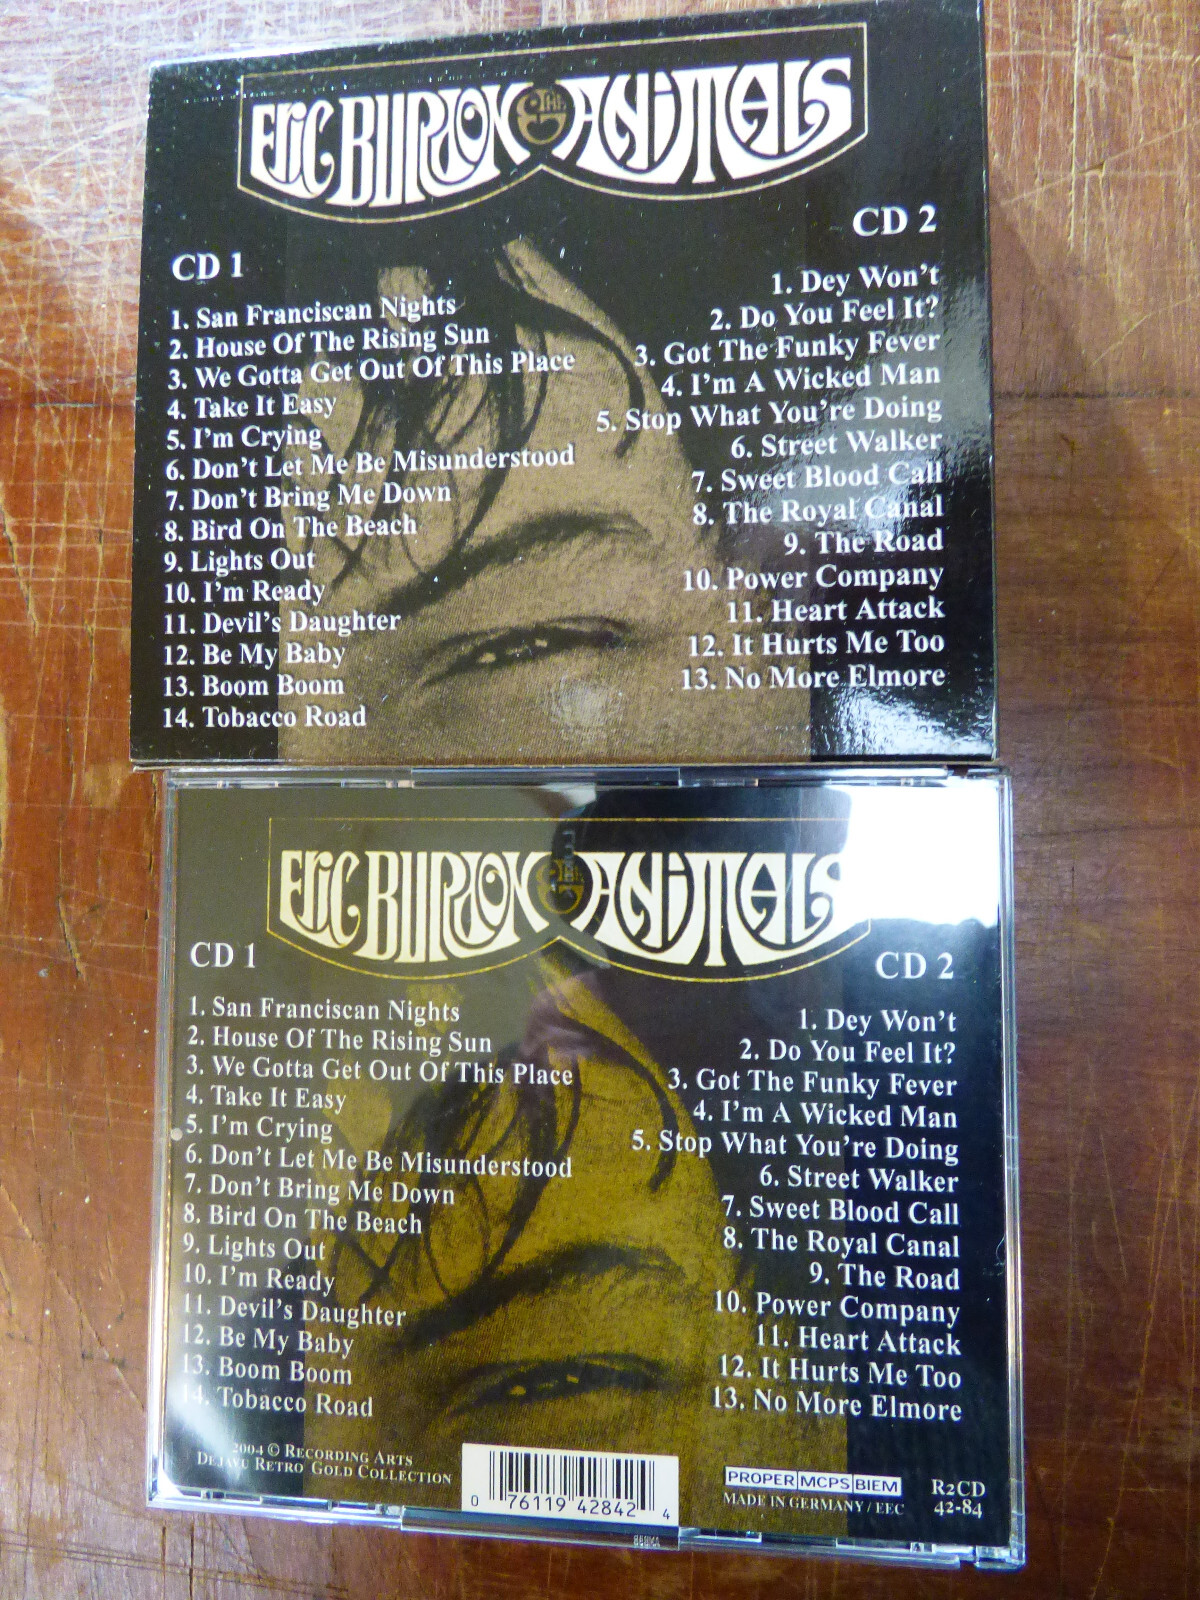 ERIC BURDON & THE ANIMALS
CD 1
1. San Franciscan Nights
2. House Of The Rising Sun
3. We Gotta Get Out Of This Place
4. Take It Easy
5. I'm Crying
6. Don't Let Me Be Misunderstood
7. Don't Bring Me Down
8. Bird On The Beach
9. Lights Out
10. I'm Ready
11. Devil's Daughter
12. Be My Baby
13. Boom Boom
14. Tobacco Road
CD 2
1. Dey Won't
2. Do You Feel It?
3. Got The Funky Fever
4. I'm A Wicked Man
5. Stop What You're Doing
6. Street Walker
7. Sweet Blood Call
8. The Royal Canal
9. The Road
10. Power Company
11. Heart Attack
12. It Hurts Me Too
13. No More Elmore
ERIC BURDON & THE ANIMALS
CD 1
1. San Franciscan Nights
2. House Of The Rising Sun
3. We Gotta Get Out Of This Place
4. Take It Easy
5. I'm Crying
6. Don't Let Me Be Misunderstood
7. Don't Bring Me Down
8. Bird On The Beach
9. Lights Out
10. I'm Ready
11. Devil's Daughter
12. Be My Baby
13. Boom Boom
14. Tobacco Road
CD 2
1. Dey Won't
2. Do You Feel It?
3. Got The Funky Fever
4. I'm A Wicked Man
5. Stop What You're Doing
6. Street Walker
7. Sweet Blood Call
8. The Royal Canal
9. The Road
10. Power Company
11. Heart Attack
12. It Hurts Me Too
13. No More Elmore
2004 © RECORDING ARTS
DEJAVU RETRO GOLD COLLECTION
0 76119 42842 4
PROPER MCPS BIEM
MADE IN GERMANY / EEC
R2CD
42-84